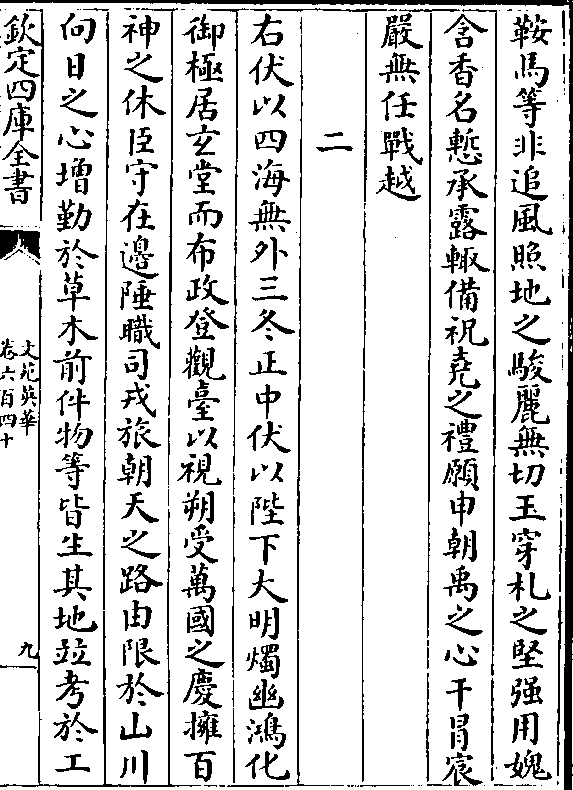 鞍馬等非追風照地之駿麗無切玉穿札之堅强用媿
含香名慙承露輙備祝堯之禮願申朝禹之心干冒宸
嚴無任戰越
二
右伏以四海無外三冬正中伏以陛下大明燭幽鴻化
御極居玄堂而布政登觀臺以視朔受萬國之慶擁百
神之休臣守在邊陲職司戎旅朝天之路由限於山川
向日之心增勤於草木前件物等皆生其地竝考於工
欽定四庫全書
文苑英華
卷六百四十
九